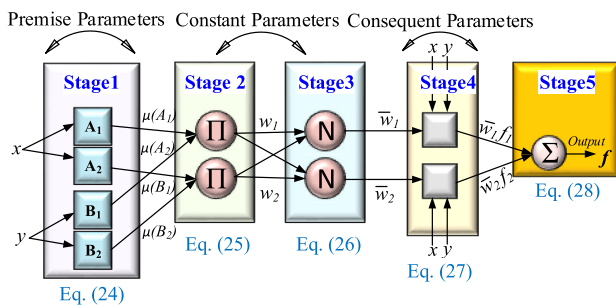 Premise Parameters
Constant Parameters
Consequent Parameters
x y
Stage1
Stage 2
Stage3
Stage4
Stage5
A₁
A₂
B₁
B₂
x
y
μ(A₁)
μ(A₂)
μ(B₁)
μ(B₂)
Π
Π
w₁
w₂
N
N
w̅₁
w̅₂
w̅₁f₁
w̅₂f₂
Σ
Output
f
x y
Eq. (24)
Eq. (25)
Eq. (26)
Eq. (27)
Eq. (28)